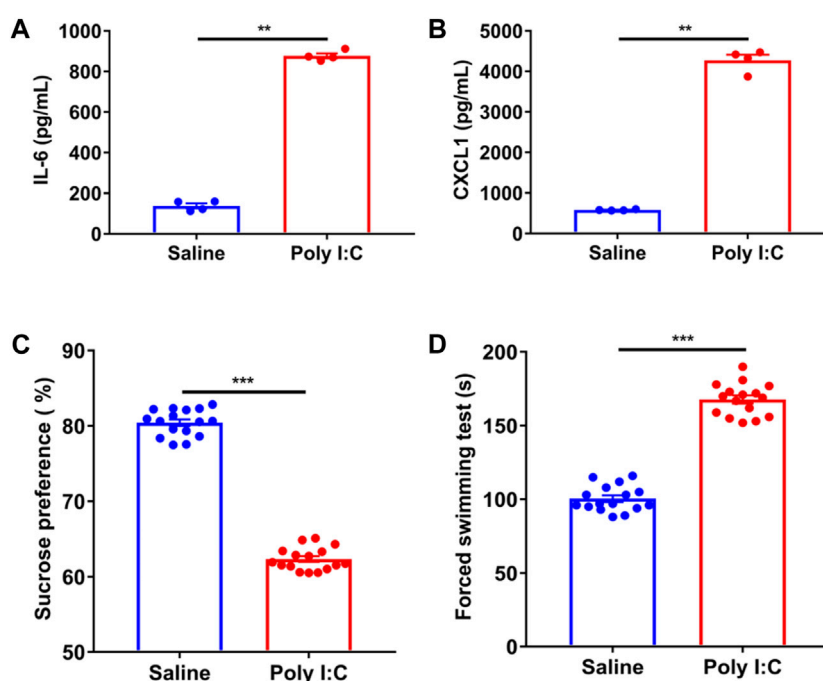 A
IL-6 (pg/mL)
1000
800
600
400
200
0
**
Saline Poly I:C
B
CXCL1 (pg/mL)
5000
4000
3000
2000
1000
0
**
Saline Poly I:C
C
Sucrose preference ( %)
90
80
70
60
50
***
Saline Poly I:C
D
Forced swimming test (s)
200
150
100
50
0
***
Saline Poly I:C